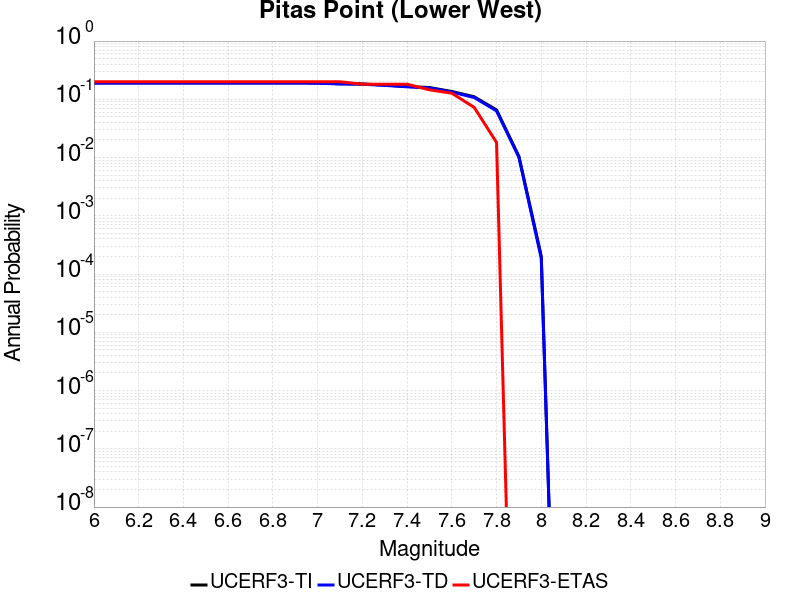 Pitas Point (Lower West)
Annual Probability
10^0
10^-1
10^-2
10^-3
10^-4
10^-5
10^-6
10^-7
10^-8
6 6.2 6.4 6.6 6.8 7 7.2 7.4 7.6 7.8 8 8.2 8.4 8.6 8.8 9
Magnitude
UCERF3-TI UCERF3-TD UCERF3-ETAS